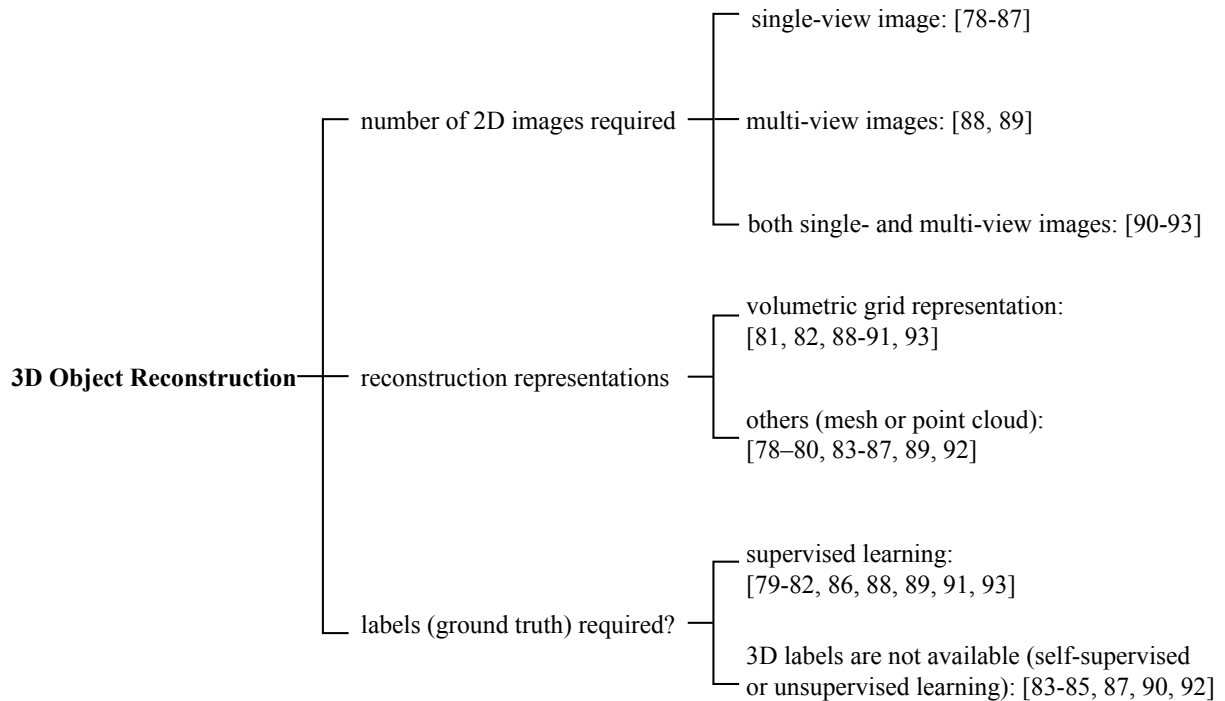 single-view image: [78-87]
number of 2D images required
multi-view images: [88, 89]
both single- and multi-view images: [90-93]
volumetric grid representation:
[81, 82, 88-91, 93]
3D Object Reconstruction
reconstruction representations
others (mesh or point cloud):
[78–80, 83-87, 89, 92]
supervised learning:
[79-82, 86, 88, 89, 91, 93]
labels (ground truth) required?
3D labels are not available (self-supervised
or unsupervised learning): [83-85, 87, 90, 92]